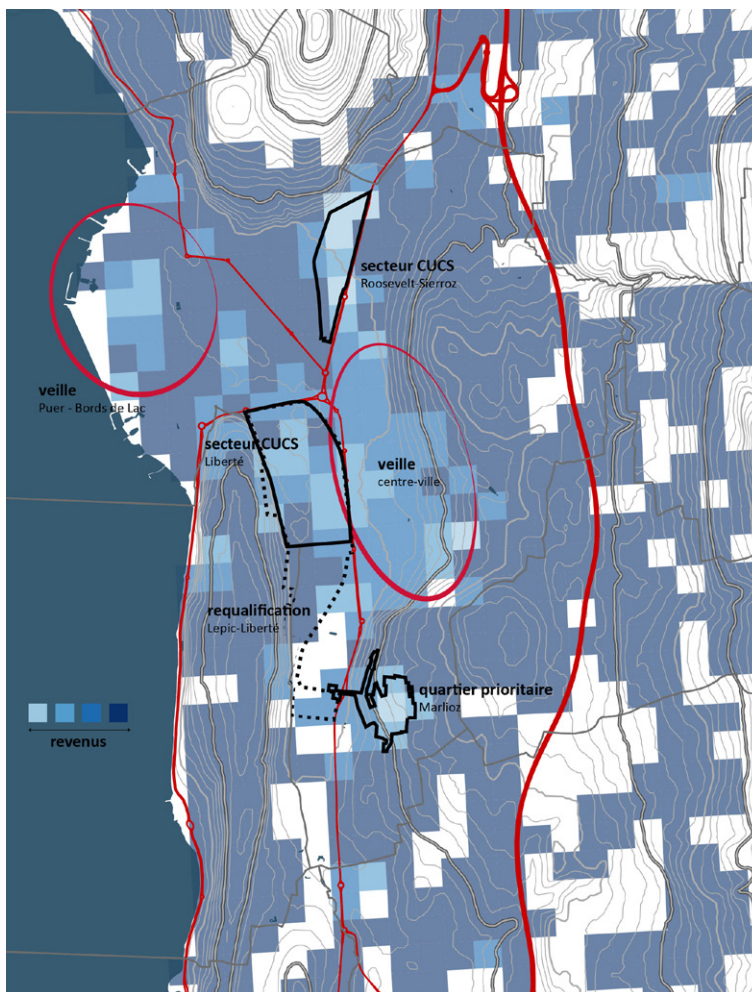 secteur CUCS
Roosevelt-Sierroz
veille
Puer - Bords de Lac
secteur CUCS
Liberté
veille
centre-ville
requalification
Lepic-Liberté
quartier prioritaire
Marlioz
revenus